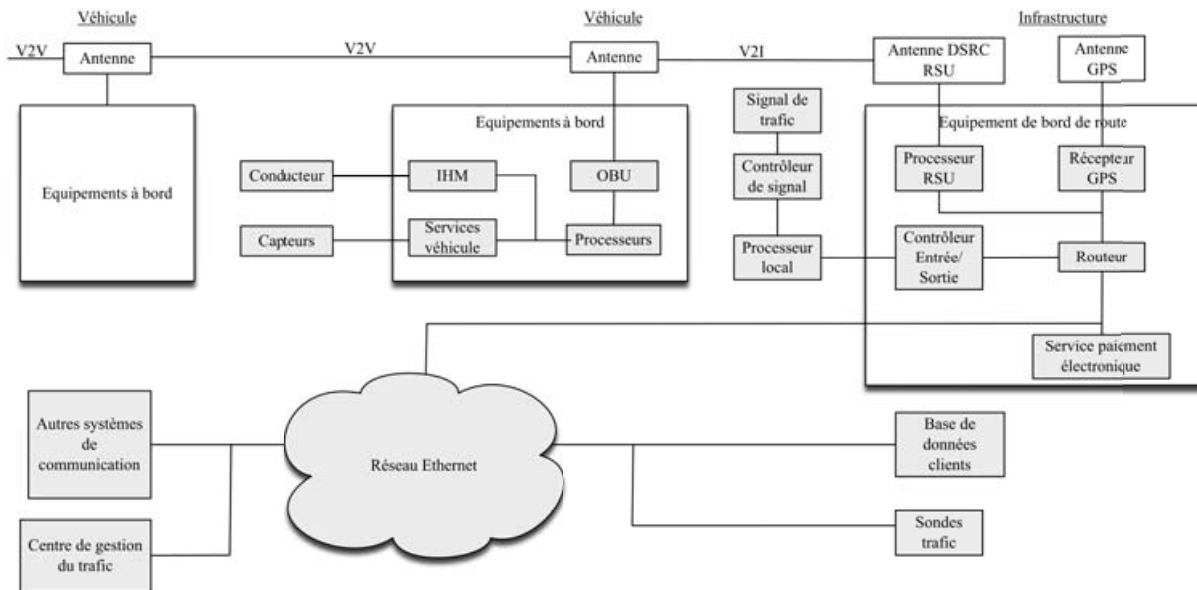 Véhicule
Véhicule
Infrastructure
V2V
Antenne
V2V
Antenne
V2I
Antenne DSRC
RSU
Antenne
GPS
Equipements à bord
Equipements à bord
Conducteur
IHM
OBU
Capteurs
Services
véhicule
Processeurs
Signal de
trafic
Contrôleur
de signal
Processeur
local
Equipement de bord de route
Processeur
RSU
Récepteur
GPS
Contrôleur
Entrée/
Sortie
Routeur
Service paiement
électronique
Autres systèmes
de
communication
Réseau Ethernet
Base de
données
clients
Centre de gestion
du trafic
Sondes
trafic